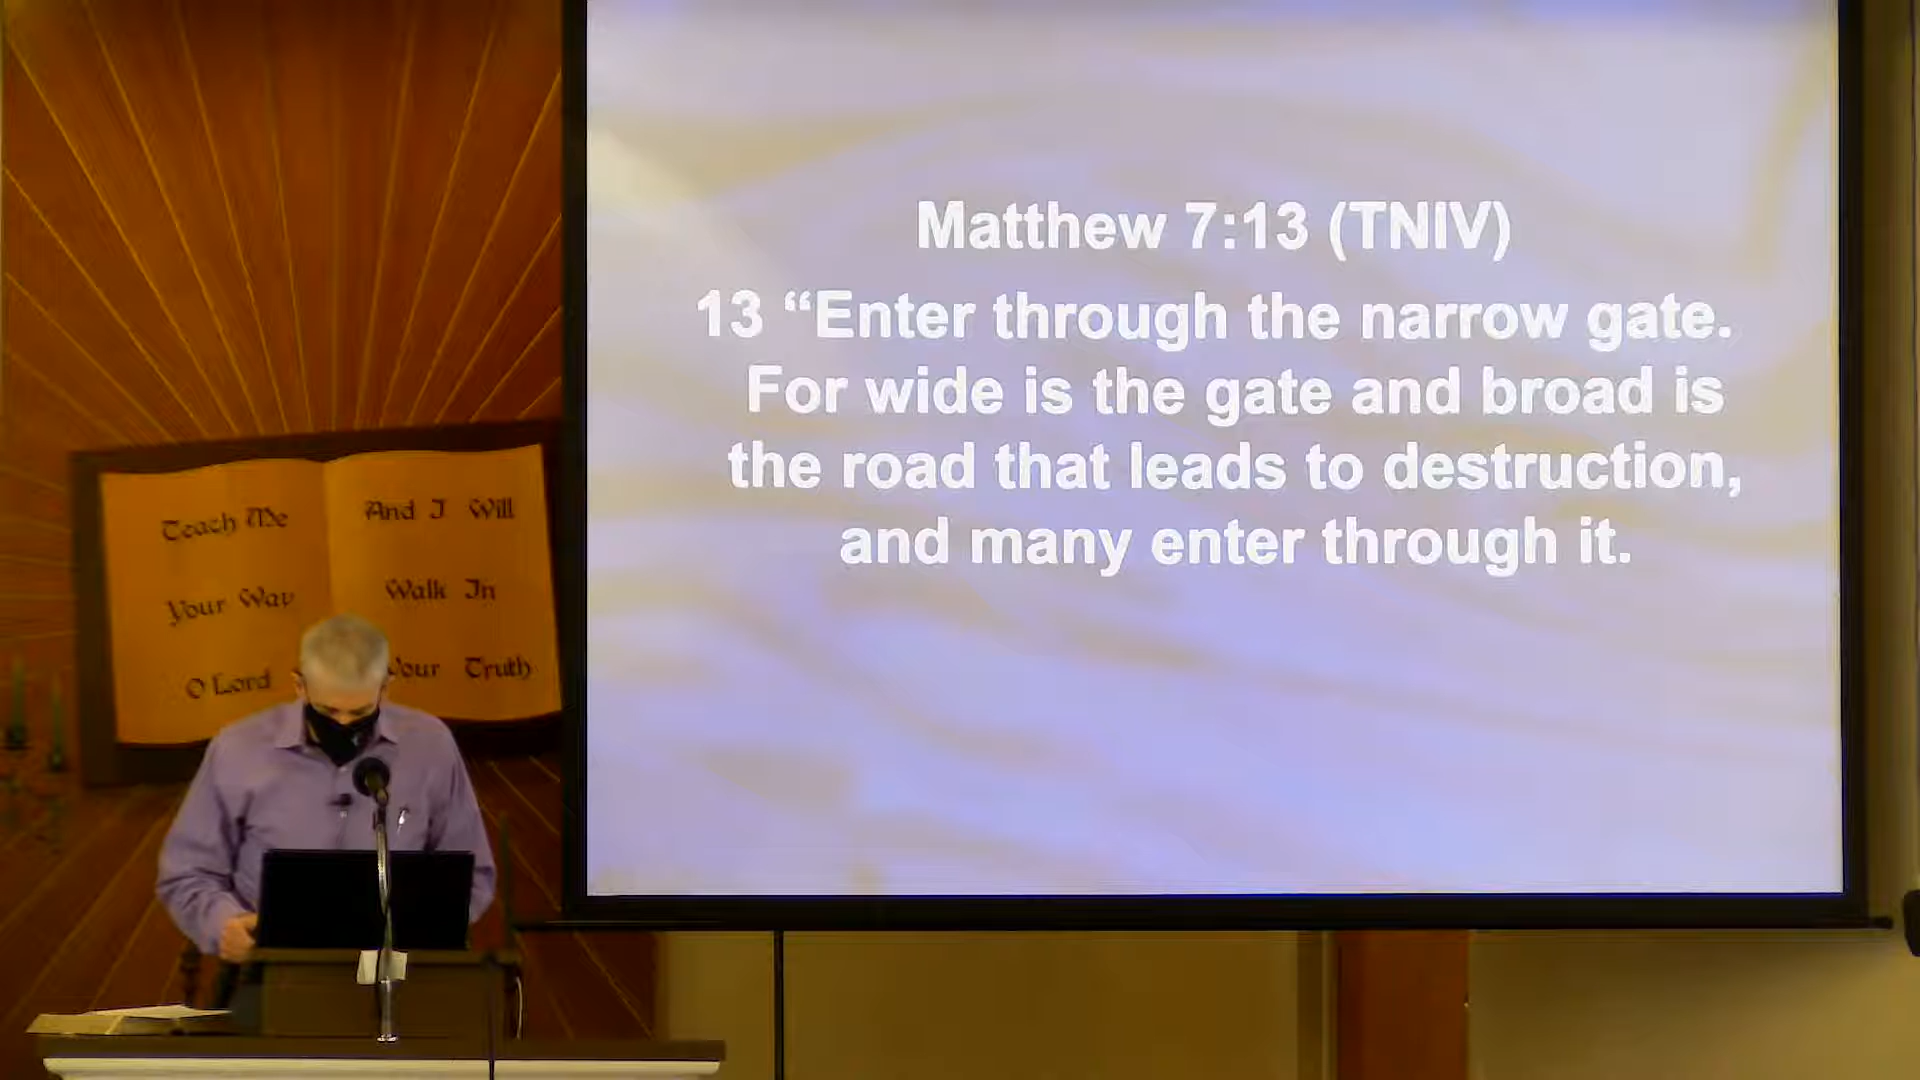 Matthew 7:13 (TNIV)
13 “Enter through the narrow gate.
For wide is the gate and broad is
the road that leads to destruction,
and many enter through it.
Teach Me
Your Way
O Lord
And I Will
Walk In
Your Truth